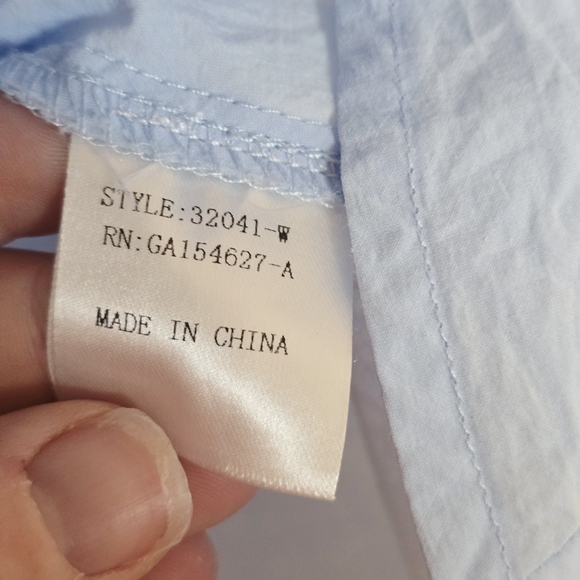 STYLE:32041-W
RN:GA154627-A
MADE IN CHINA